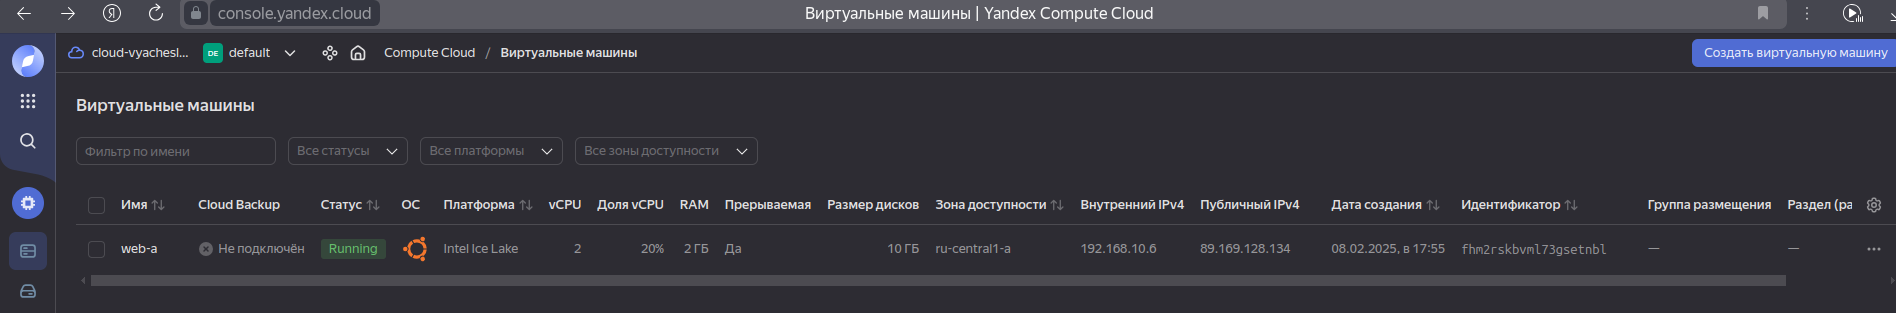 console.yandex.cloud
Виртуальные машины | Yandex Compute Cloud
cloud-vyachesl... DE default Compute Cloud / Виртуальные машины
Создать виртуальную машину
Виртуальные машины
Фильтр по имени Все статусы Все платформы Все зоны доступности
Имя Cloud Backup Статус ОС Платформа vCPU Доля vCPU RAM Прерываемая Размер дисков Зона доступности Внутренний IPv4 Публичный IPv4 Дата создания Идентификатор Группа размещения Раздел (ра
web-a Не подключён Running Intel Ice Lake 2 20% 2 ГБ Да 10 ГБ ru-central1-a 192.168.10.6 89.169.128.134 08.02.2025, в 17:55 fhm2rskbvml73gsetnbl — —